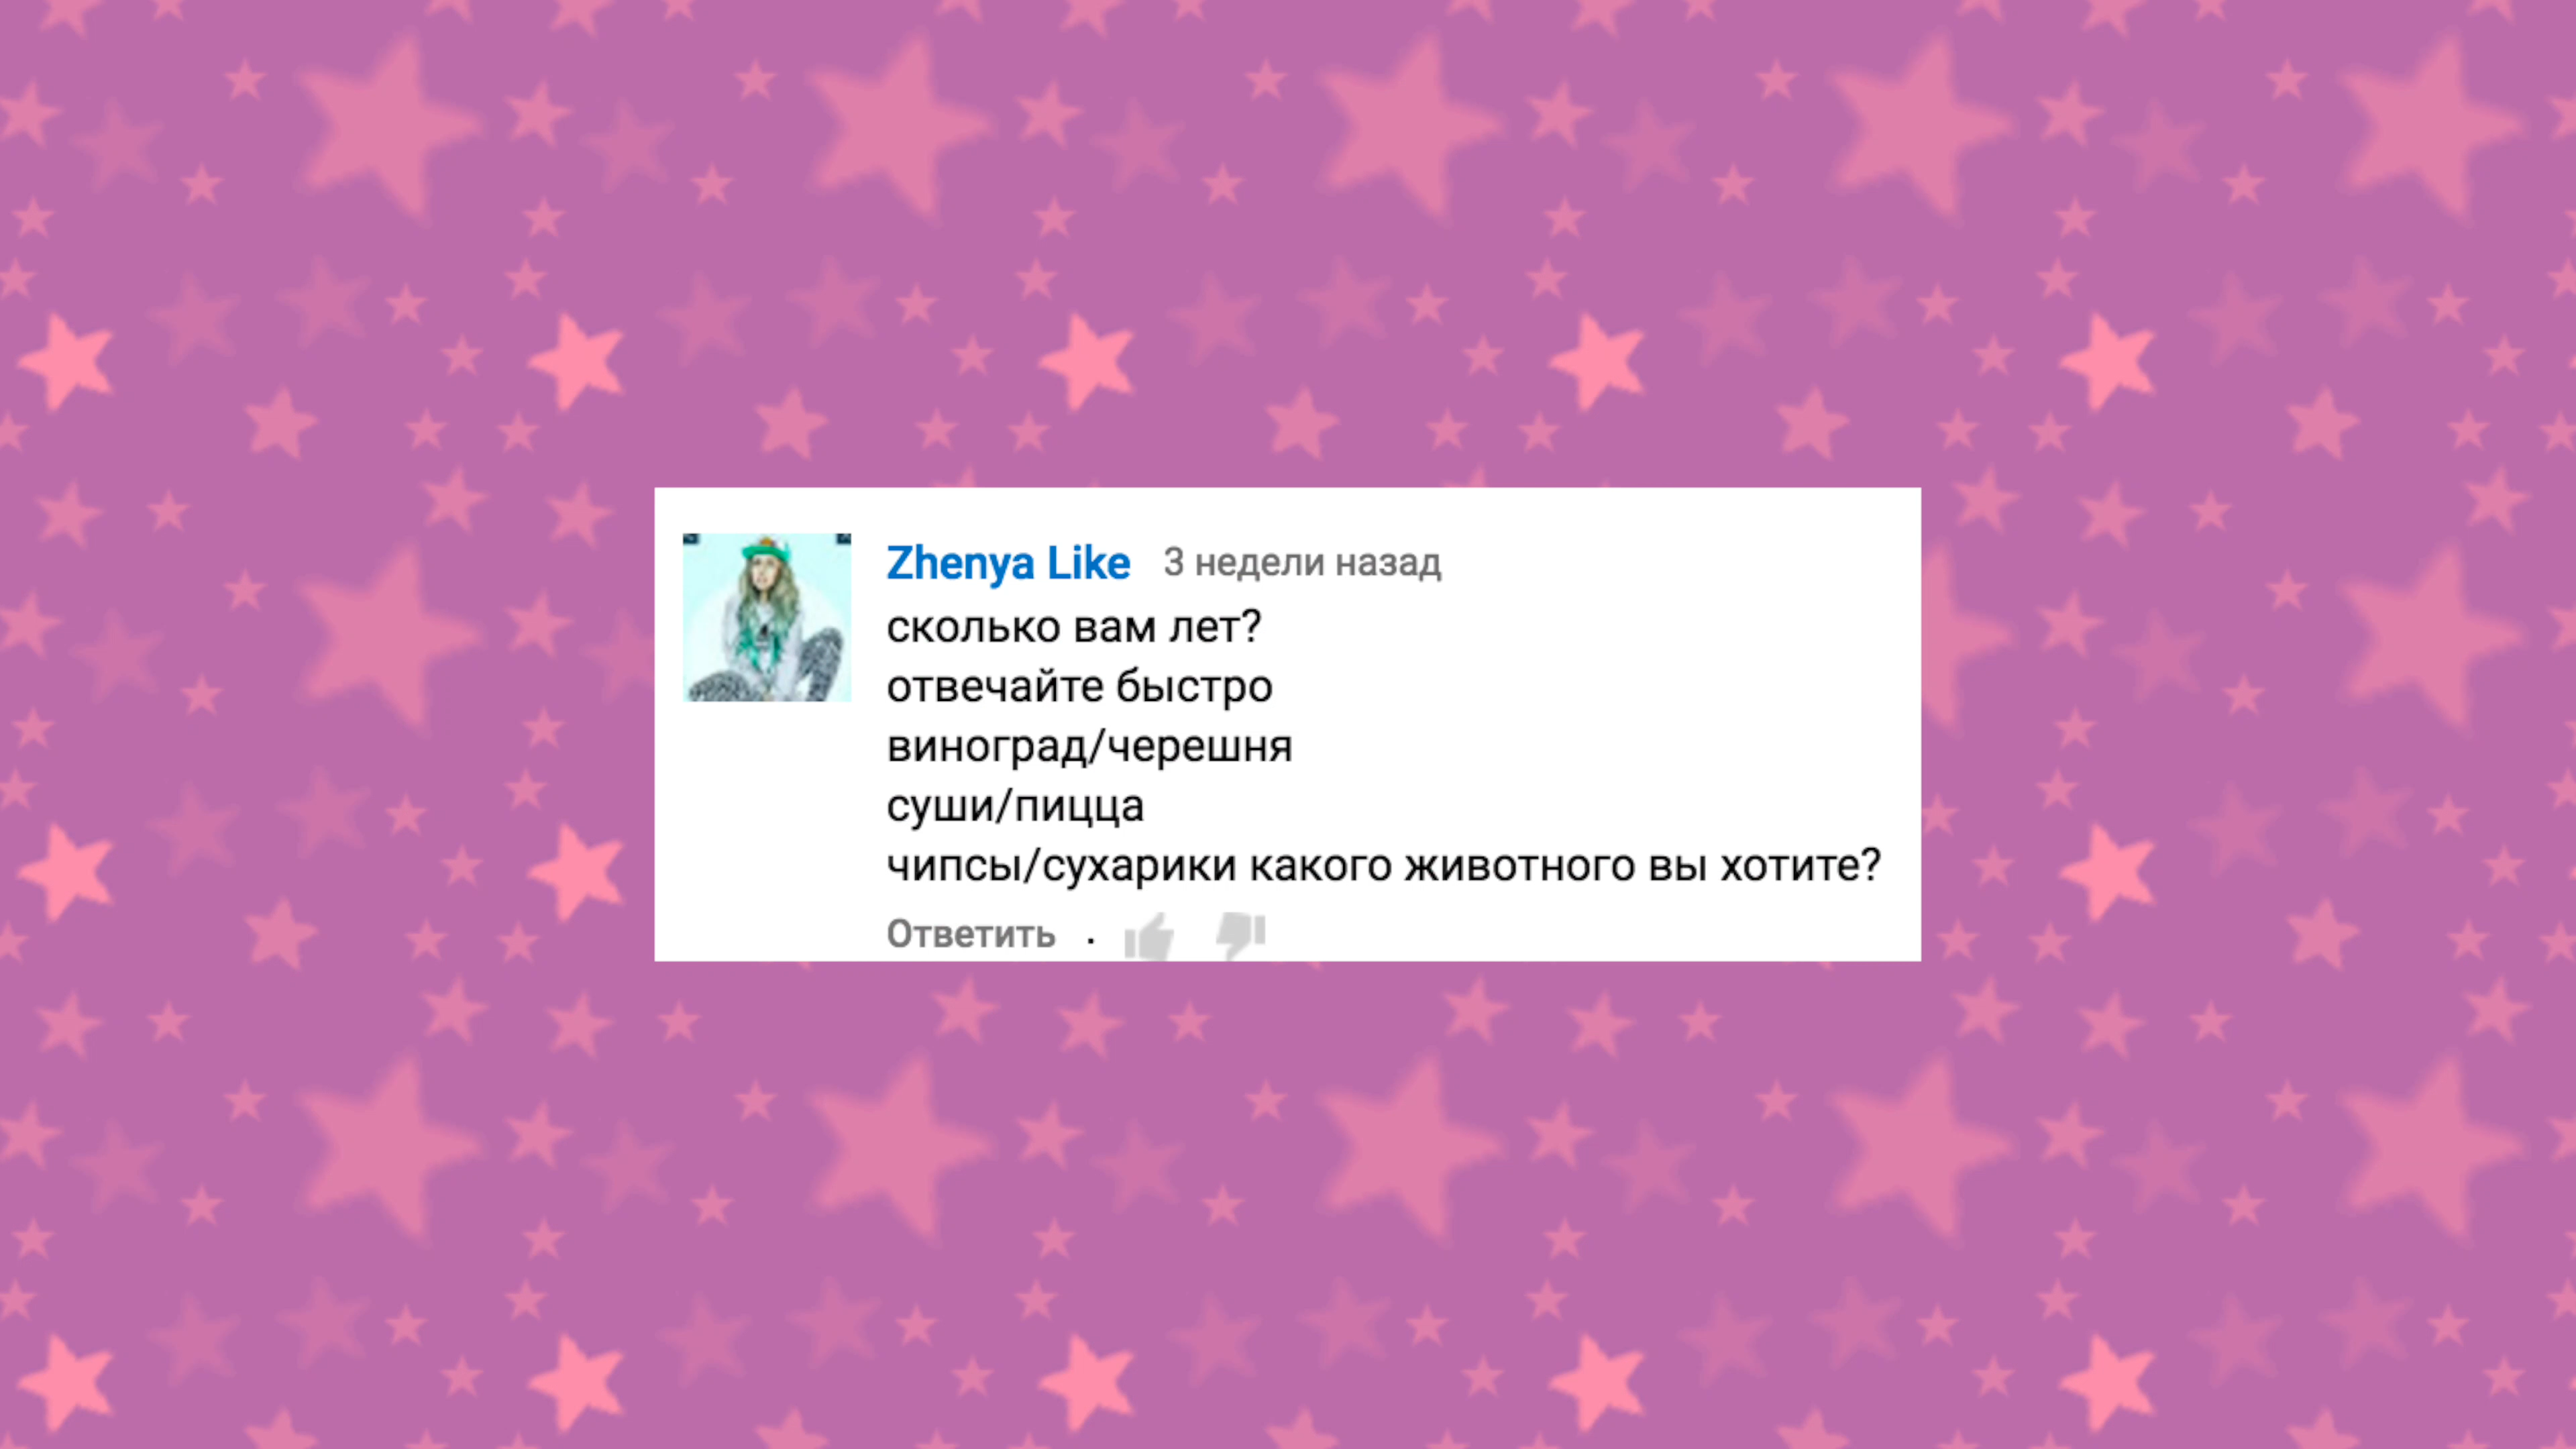 Zhenya Like 3 недели назад
сколько вам лет?
отвечайте быстро
виноград/черешня
суши/пицца
чипсы/сухарики какого животного вы хотите?
Ответить